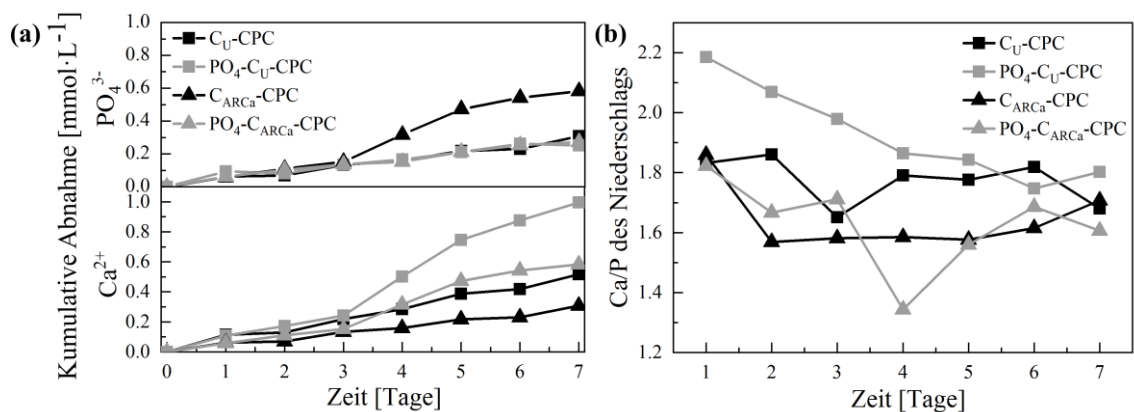 (a)
Kumulative Abnahme [mmol·L⁻¹]
PO₄³⁻
Ca²⁺
1.0
0.8
0.6
0.4
0.2
0.0
C_U-CPC
PO₄-C_U-CPC
C_ARCa-CPC
PO₄-C_ARCa-CPC
1.0
0.8
0.6
0.4
0.2
0.0
0 1 2 3 4 5 6 7
Zeit [Tage]
(b)
Ca/P des Niederschlags
2.2
2.0
1.8
1.6
1.4
1.2
C_U-CPC
PO₄-C_U-CPC
C_ARCa-CPC
PO₄-C_ARCa-CPC
1 2 3 4 5 6 7
Zeit [Tage]